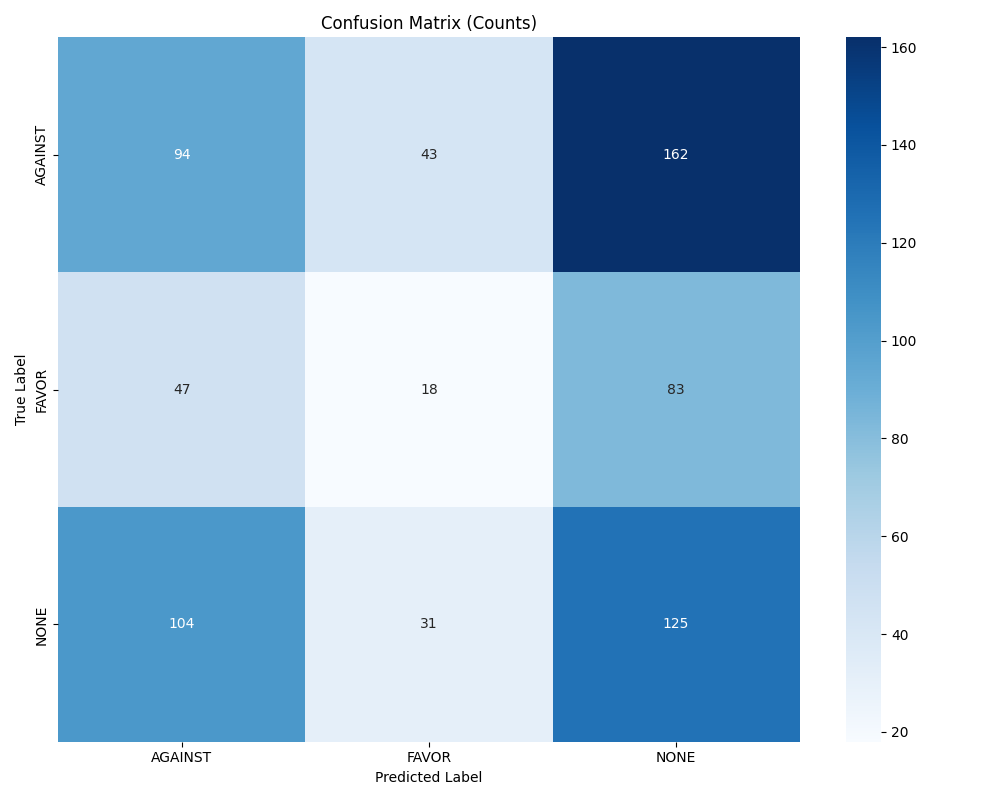 Confusion Matrix (Counts)
True Label
AGAINST
94 43 162
FAVOR
47 18 83
NONE
104 31 125
AGAINST FAVOR NONE
Predicted Label
160
140
120
100
80
60
40
20